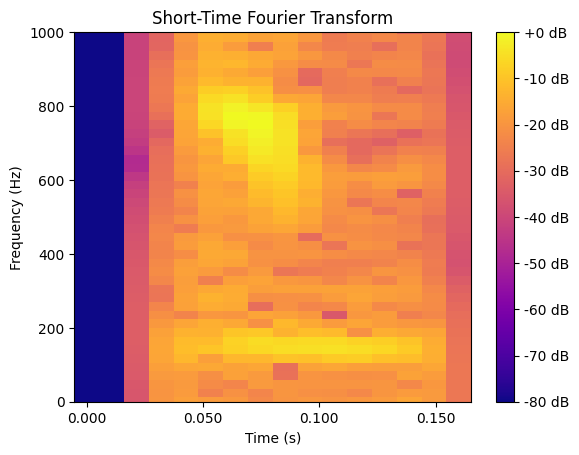 Short-Time Fourier Transform
1000
800
600
400
200
0
Frequency (Hz)
0.000
0.050
0.100
0.150
Time (s)
+0 dB
-10 dB
-20 dB
-30 dB
-40 dB
-50 dB
-60 dB
-70 dB
-80 dB